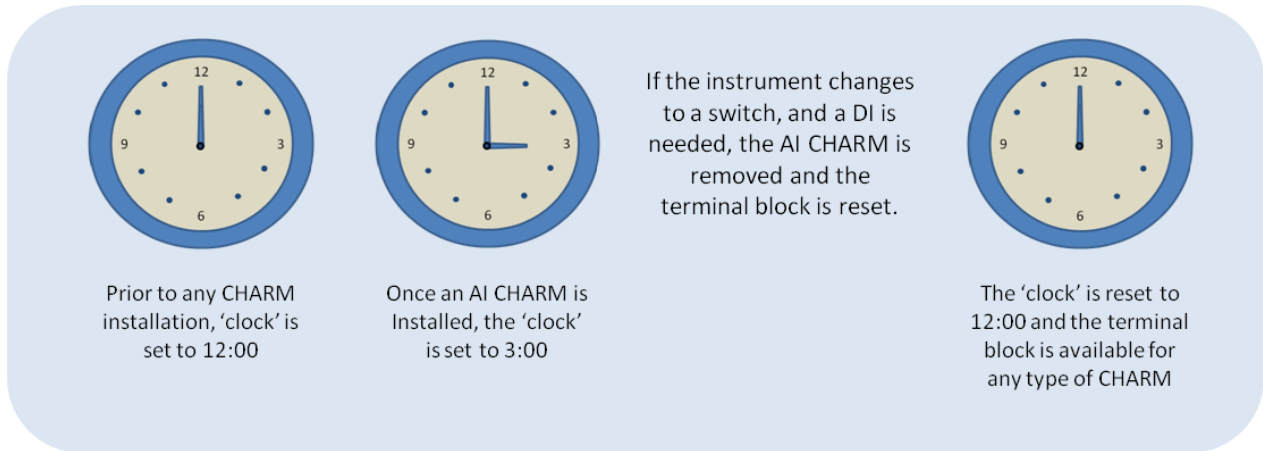 12
9
3
6
Prior to any CHARM
installation, ‘clock’ is
set to 12:00
12
9
3
6
Once an AI CHARM is
Installed, the ‘clock’
is set to 3:00
If the instrument changes
to a switch, and a DI is
needed, the AI CHARM is
removed and the
terminal block is reset.
12
9
3
6
The ‘clock’ is reset to
12:00 and the terminal
block is available for
any type of CHARM